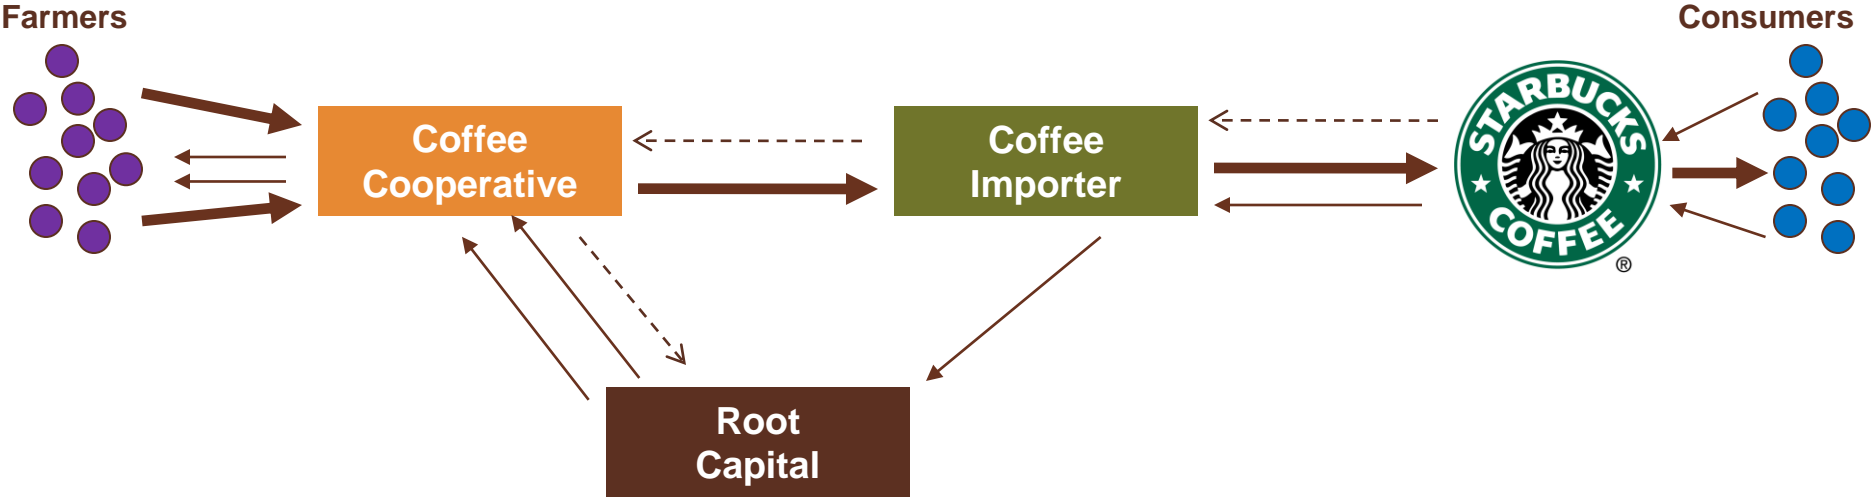 Farmers
Consumers
Coffee
Cooperative
Coffee
Importer
STARBUCKS
COFFEE
®
Root
Capital